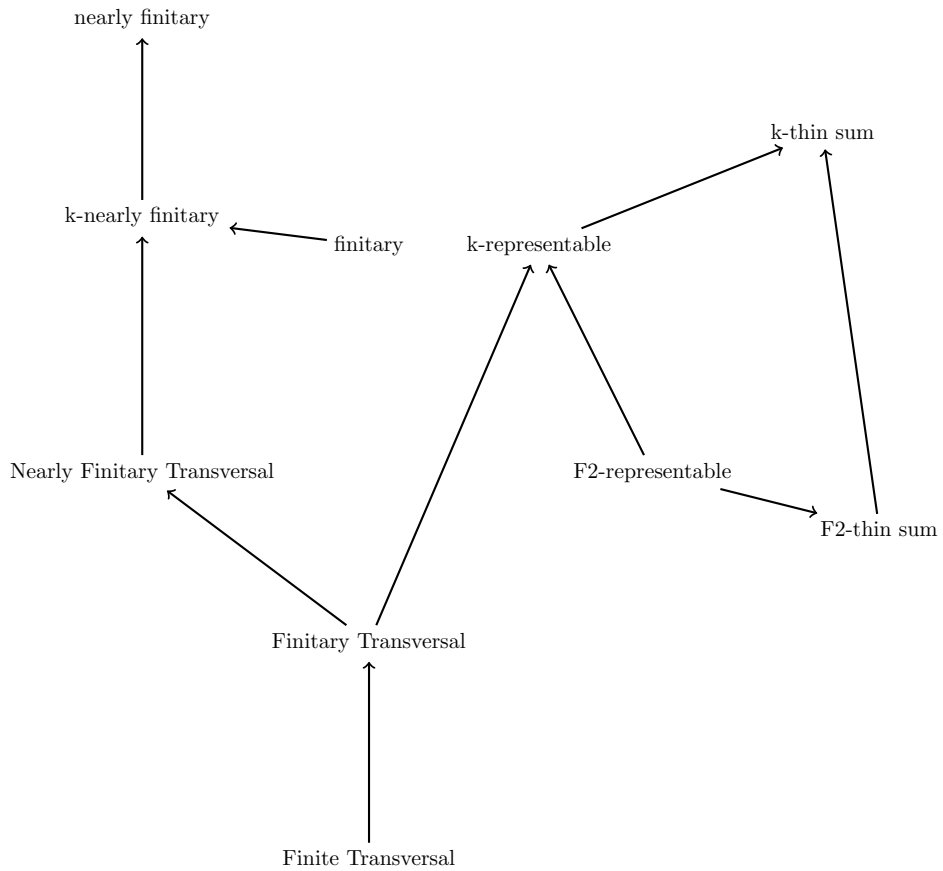 nearly finitary
k-thin sum
k-nearly finitary
finitary
k-representable
Nearly Finitary Transversal
F2-representable
F2-thin sum
Finitary Transversal
Finite Transversal